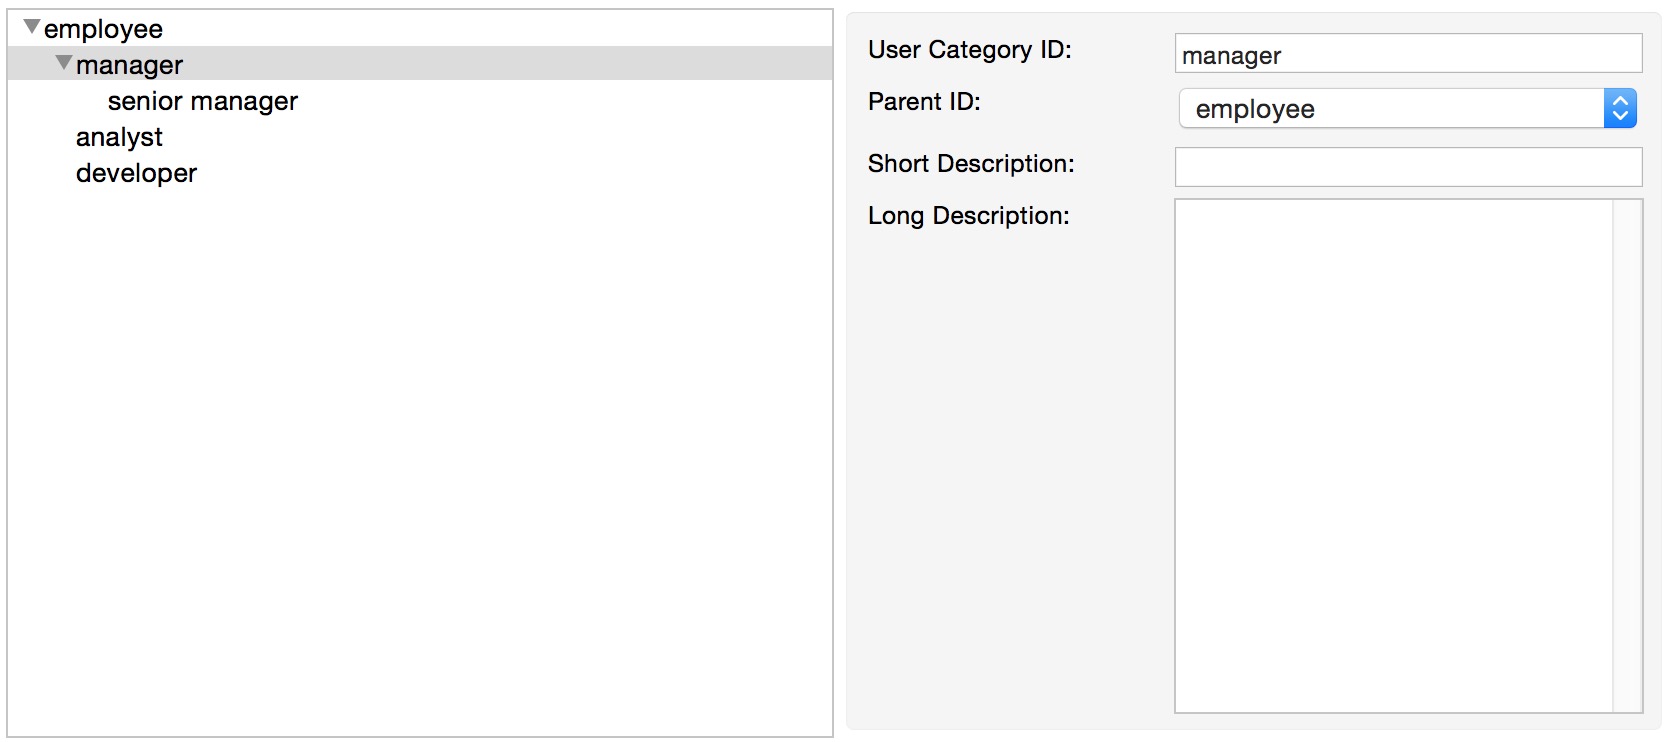 employee
manager
senior manager
analyst
developer
User Category ID:
manager
Parent ID:
employee
Short Description:
Long Description: